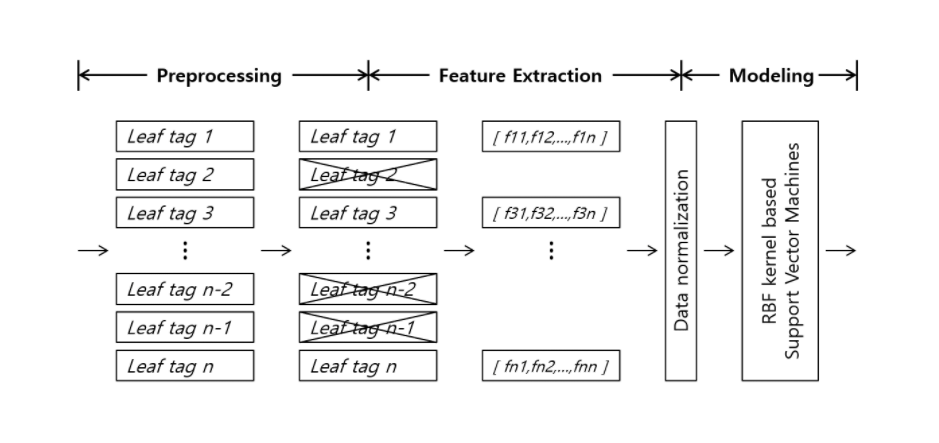 Preprocessing
Feature Extraction
Modeling
Leaf tag 1
Leaf tag 2
Leaf tag 3
⋮
Leaf tag n-2
Leaf tag n-1
Leaf tag n
Leaf tag 1
Leaf tag 2
Leaf tag 3
⋮
Leaf tag n-2
Leaf tag n-1
Leaf tag n
[ f11,f12,...,f1n ]
[ f31,f32,...,f3n ]
⋮
[ fn1,fn2,...,fnn ]
Data normalization
RBF kernel based
Support Vector Machines